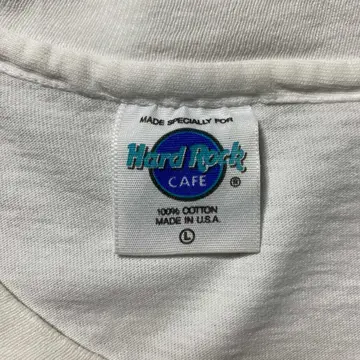 MADE SPECIALLY FOR
Hard Rock
CAFE ®
100% COTTON
MADE IN U.S.A.
L